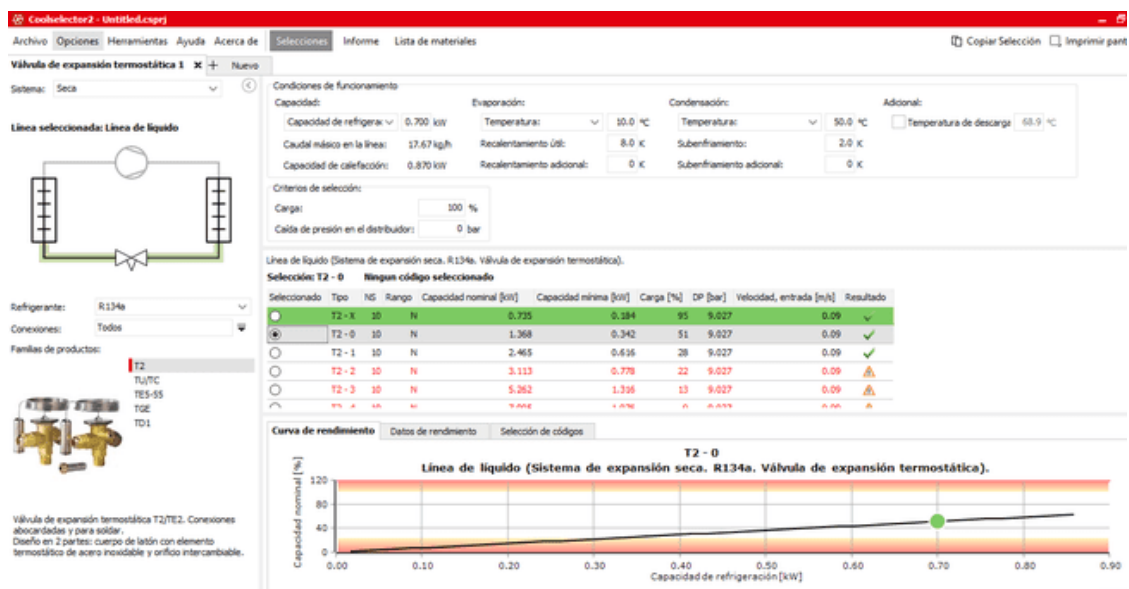 Coolselector2 - Untitled.csprj
Archivo Opciones Herramientas Ayuda Acerca de Selecciones Informe Lista de materiales Copiar Selección Imprimir pant
Válvula de expansión termostática 1 Nuevo
Sistema: Seca
Línea seleccionada: Línea de líquido
Refrigerante: R134a
Conexiones: Todos
Familias de productos:
T2
TU/TC
TE5-55
TGE
TD1
Válvula de expansión termostática T2/TE2. Conexiones
abocardadas y para soldar.
Diseño en 2 partes: cuerpo de latón con elemento
termostático de acero inoxidable y orificio intercambiable.
Condiciones de funcionamiento
Capacidad: Evaporación: Condensación: Adicional:
Capacidad de refrigerac 0.700 kW Temperatura: 10.0 °C Temperatura: 50.0 °C Temperatura de descarga 68.9 °C
Caudal másico en la línea: 17.67 kg/h Recalentamiento útil: 8.0 K Subenfriamiento: 2.0 K
Capacidad de calefacción: 0.870 kW Recalentamiento adicional: 0 K Subenfriamiento adicional: 0 K
Criterios de selección:
Carga: 100 %
Caída de presión en el distribuidor: 0 bar
Línea de líquido (Sistema de expansión seca. R134a. Válvula de expansión termostática).
Selección: T2 - 0 Ningun código seleccionado
Seleccionado Tipo NS Rango Capacidad nominal [kW] Capacidad mínima [kW] Carga [%] DP [bar] Velocidad, entrada [m/s] Resultado
T2 - X 10 N 0.735 0.184 95 9.027 0.09
T2 - 0 10 N 1.368 0.342 51 9.027 0.09
T2 - 1 10 N 2.465 0.616 28 9.027 0.09
T2 - 2 10 N 3.113 0.778 22 9.027 0.09
T2 - 3 10 N 5.262 1.316 13 9.027 0.09
Curva de rendimiento Datos de rendimiento Selección de códigos
T2 - 0
Línea de líquido (Sistema de expansión seca. R134a. Válvula de expansión termostática).
Capacidad nominal [%]
120
80
40
0
0.00 0.10 0.20 0.30 0.40 0.50 0.60 0.70 0.80 0.90
Capacidad de refrigeración [kW]